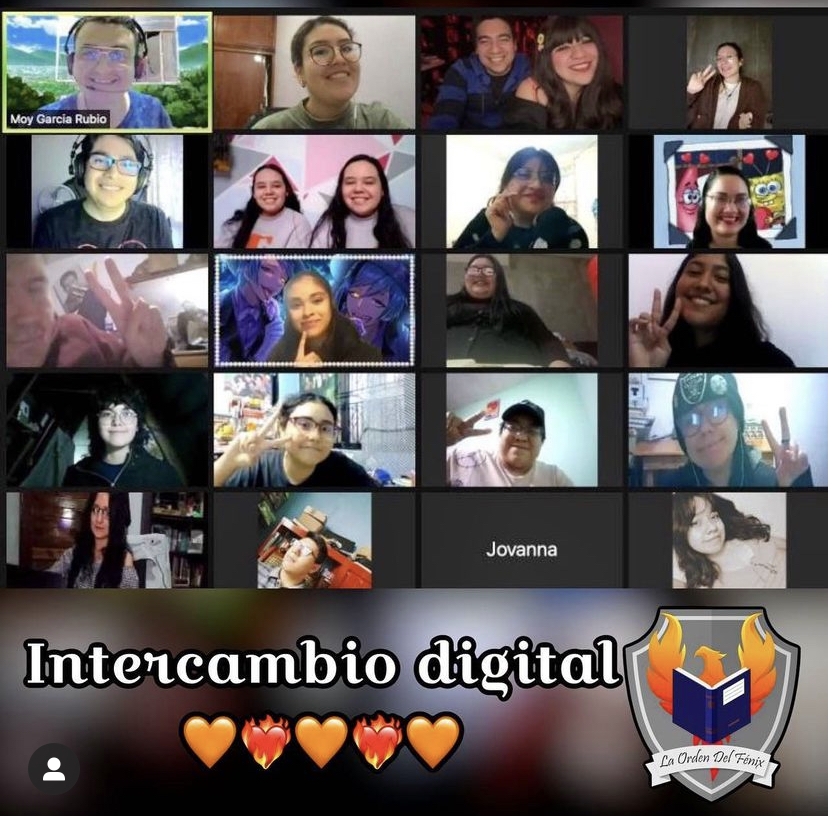 Moy Garcia Rubio
Jovanna
Intercambio digital
La Orden Del Fénix